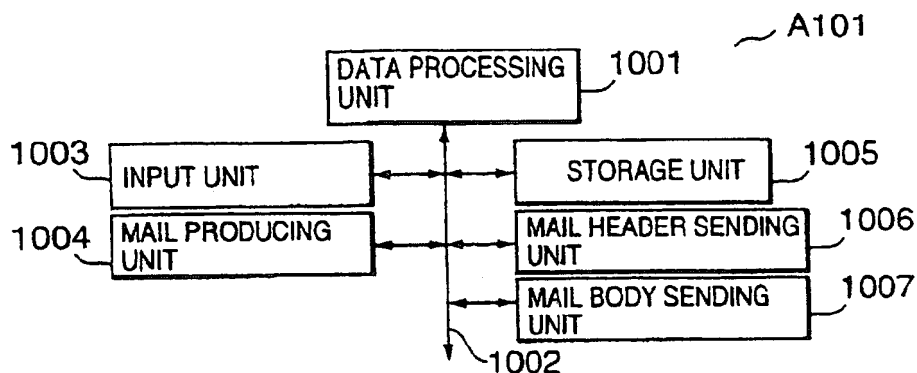 A101
DATA PROCESSING
UNIT
1001
1003
INPUT UNIT
STORAGE UNIT
1005
1004
MAIL PRODUCING
UNIT
MAIL HEADER SENDING
UNIT
1006
MAIL BODY SENDING
UNIT
1007
1002